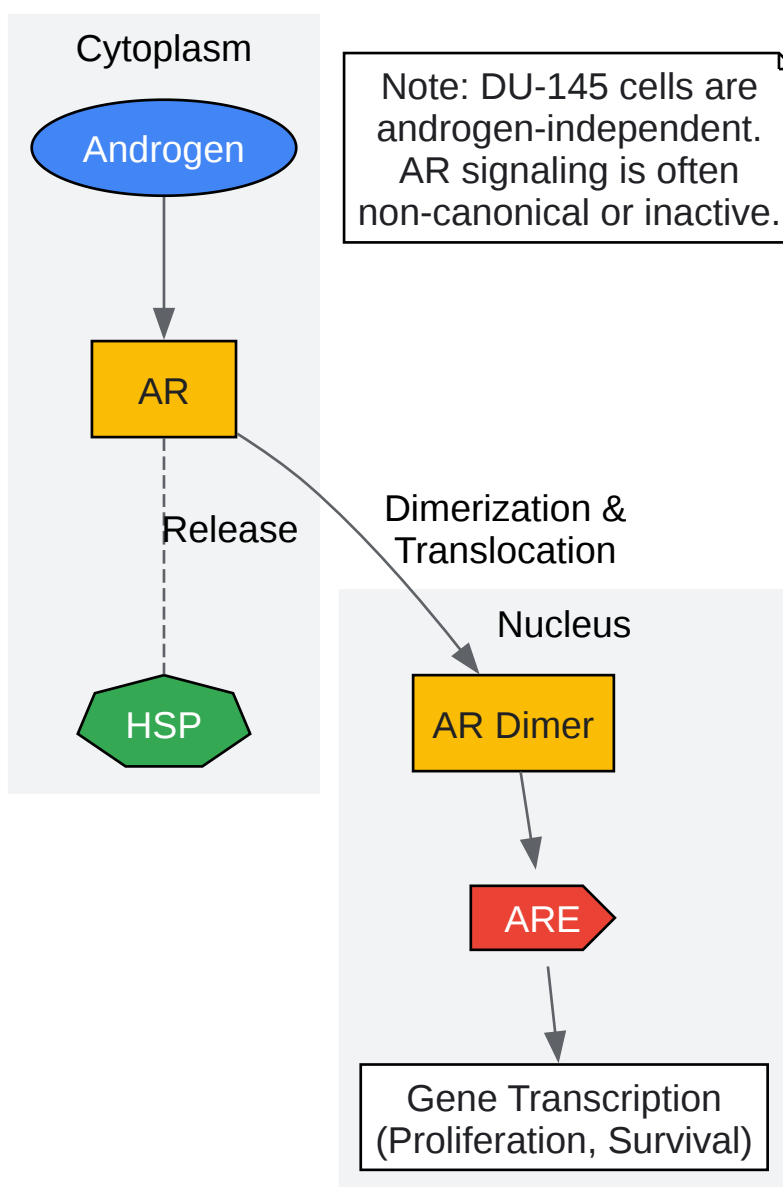 Cytoplasm
Androgen
Note: DU-145 cells are
androgen-independent.
AR signaling is often
non-canonical or inactive.
AR
Release
Dimerization &
Translocation
HSP
Nucleus
AR Dimer
ARE
Gene Transcription
(Proliferation, Survival)